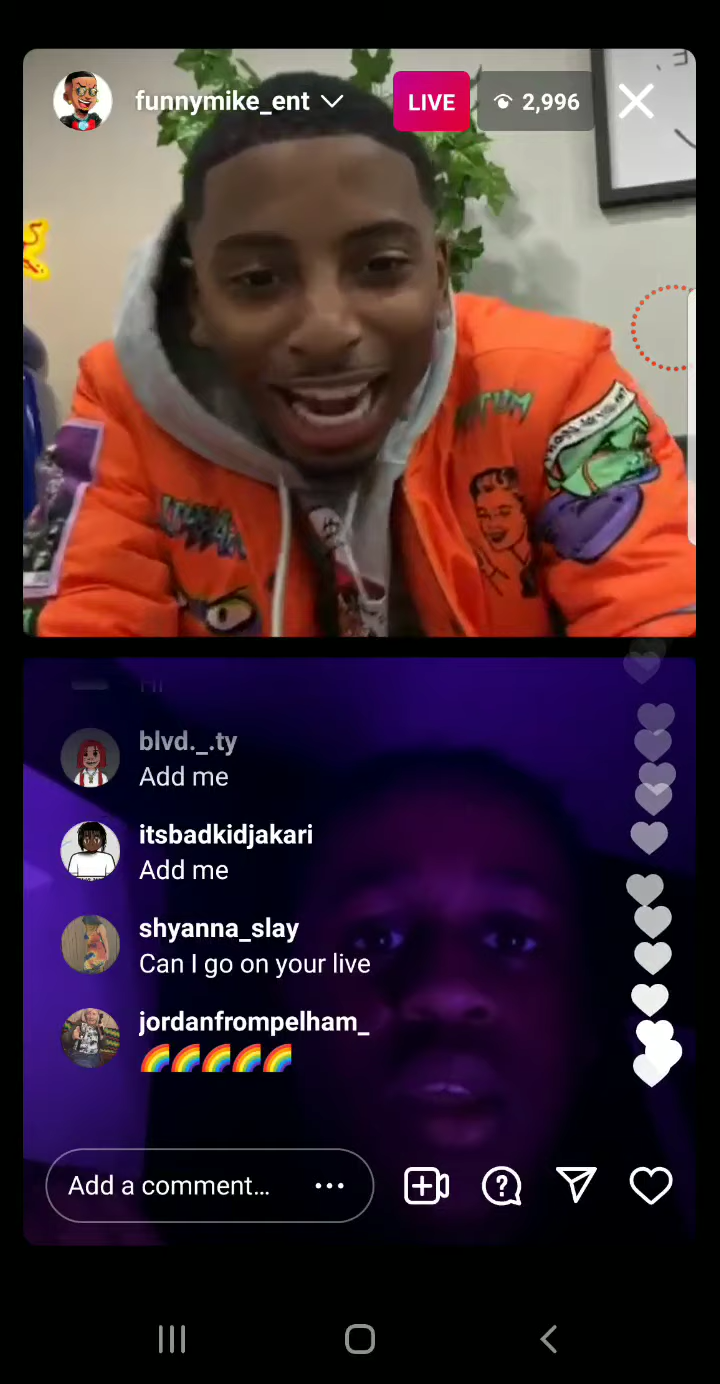 funnymike_ent
LIVE
2,996
blvd._.ty
Add me
itsbadkidjakari
Add me
shyanna_slay
Can I go on your live
jordanfrompelham_
🌈🌈🌈🌈🌈
Add a comment...